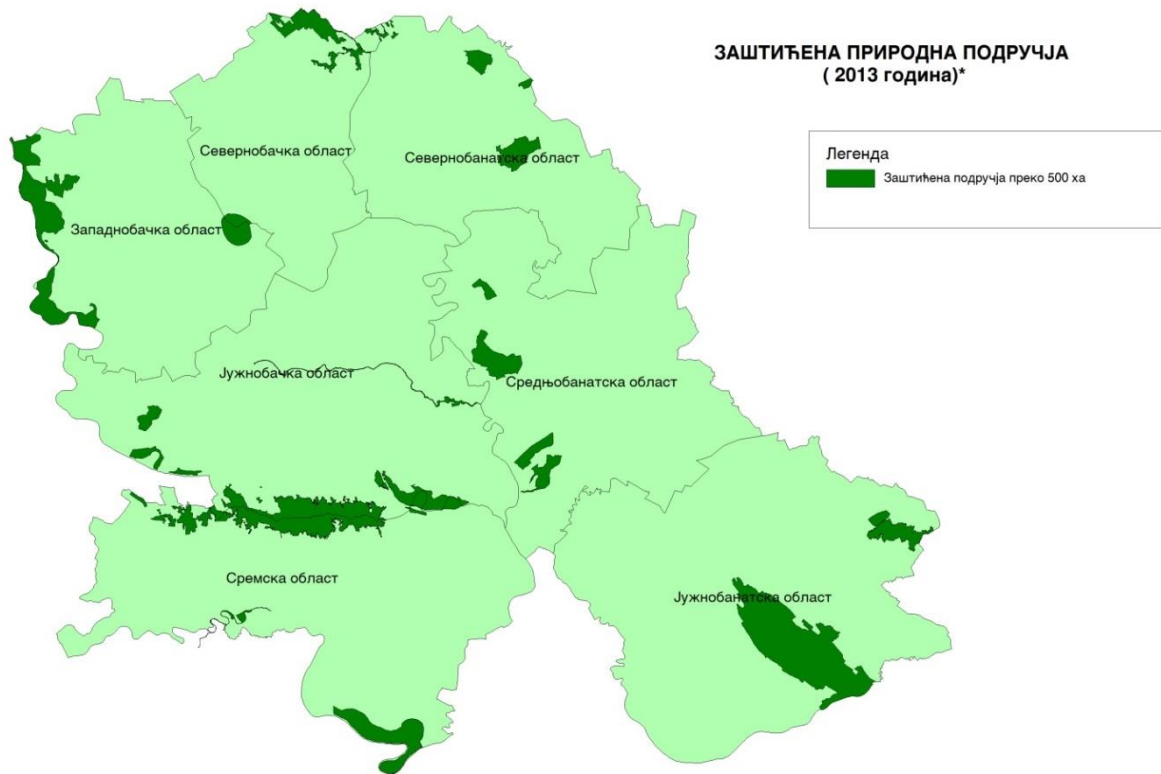 ЗАШТИЋЕНА ПРИРОДНА ПОДРУЧЈА
( 2013 година)*
Легенда
Заштићена подручја преко 500 ха
Севернобачка област
Севернобанатска област
Западнобачка област
Јужнобачка област
Средњобанатска област
Сремска област
Јужнобанатска област